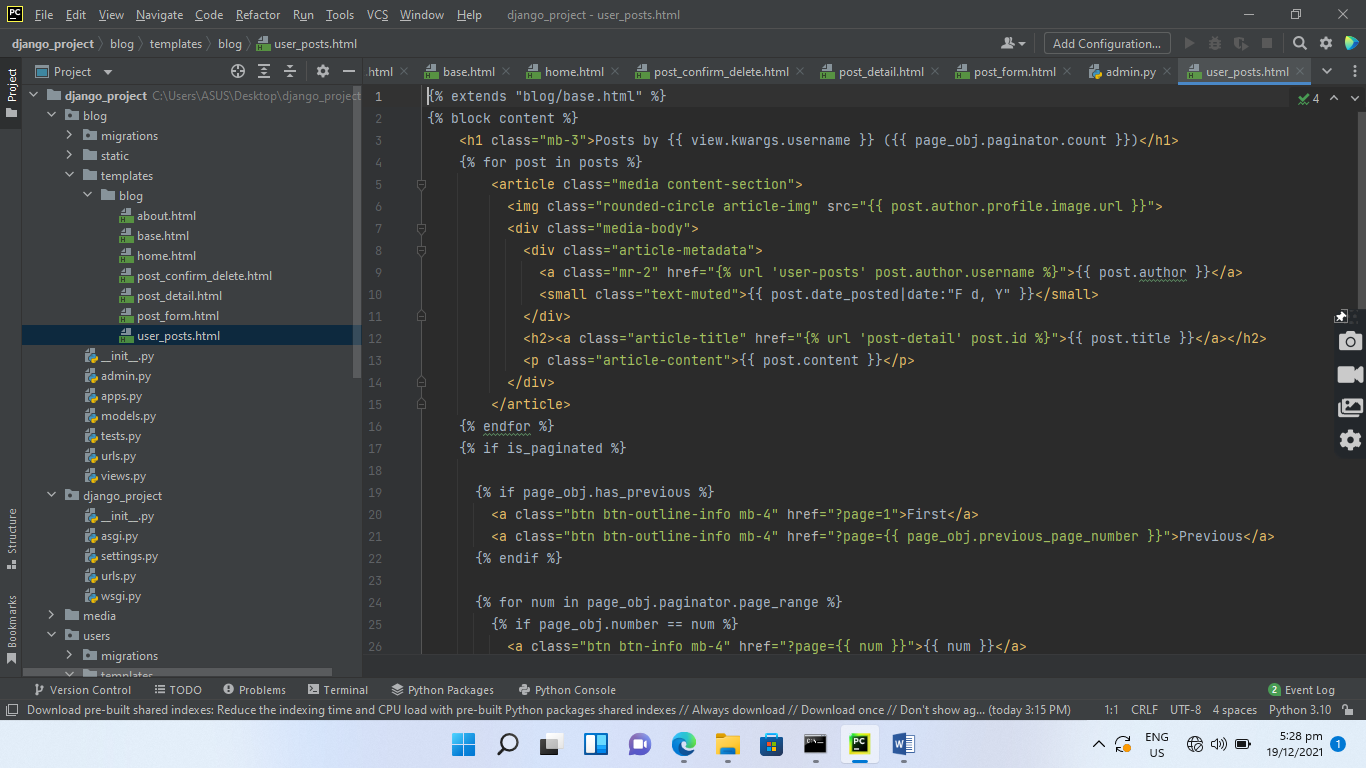 PC File Edit View Navigate Code Refactor Run Tools VCS Window Help django_project - user_posts.html
django_project blog templates blog user_posts.html Add Configuration...
Project Project .html base.html home.html post_confirm_delete.html post_detail.html post_form.html admin.py user_posts.html
django_project C:\Users\ASUS\Desktop\django_project
blog
migrations
static
templates
blog
about.html
base.html
home.html
post_confirm_delete.html
post_detail.html
post_form.html
user_posts.html
__init__.py
admin.py
apps.py
models.py
tests.py
urls.py
views.py
django_project
__init__.py
asgi.py
settings.py
urls.py
wsgi.py
media
users
migrations
templates
Structure
Bookmarks
4
1 {% extends "blog/base.html" %}
2 {% block content %}
3 <h1 class="mb-3">Posts by {{ view.kwargs.username }} ({{ page_obj.paginator.count }})</h1>
4 {% for post in posts %}
5 <article class="media content-section">
6 <img class="rounded-circle article-img" src="{{ post.author.profile.image.url }}">
7 <div class="media-body">
8 <div class="article-metadata">
9 <a class="mr-2" href="{% url 'user-posts' post.author.username %}">{{ post.author }}</a>
10 <small class="text-muted">{{ post.date_posted|date:"F d, Y" }}</small>
11 </div>
12 <h2><a class="article-title" href="{% url 'post-detail' post.id %}">{{ post.title }}</a></h2>
13 <p class="article-content">{{ post.content }}</p>
14 </div>
15 </article>
16 {% endfor %}
17 {% if is_paginated %}
18
19 {% if page_obj.has_previous %}
20 <a class="btn btn-outline-info mb-4" href="?page=1">First</a>
21 <a class="btn btn-outline-info mb-4" href="?page={{ page_obj.previous_page_number }}">Previous</a>
22 {% endif %}
23
24 {% for num in page_obj.paginator.page_range %}
25 {% if page_obj.number == num %}
26 <a class="btn btn-info mb-4" href="?page={{ num }}">{{ num }}</a>
Version Control TODO Problems Terminal Python Packages Python Console 2 Event Log
Download pre-built shared indexes: Reduce the indexing time and CPU load with pre-built Python packages shared indexes // Always download // Download once // Don't show ag... (today 3:15 PM) 1:1 CRLF UTF-8 4 spaces Python 3.10
PC W ENG 5:28 pm
US 19/12/2021 1